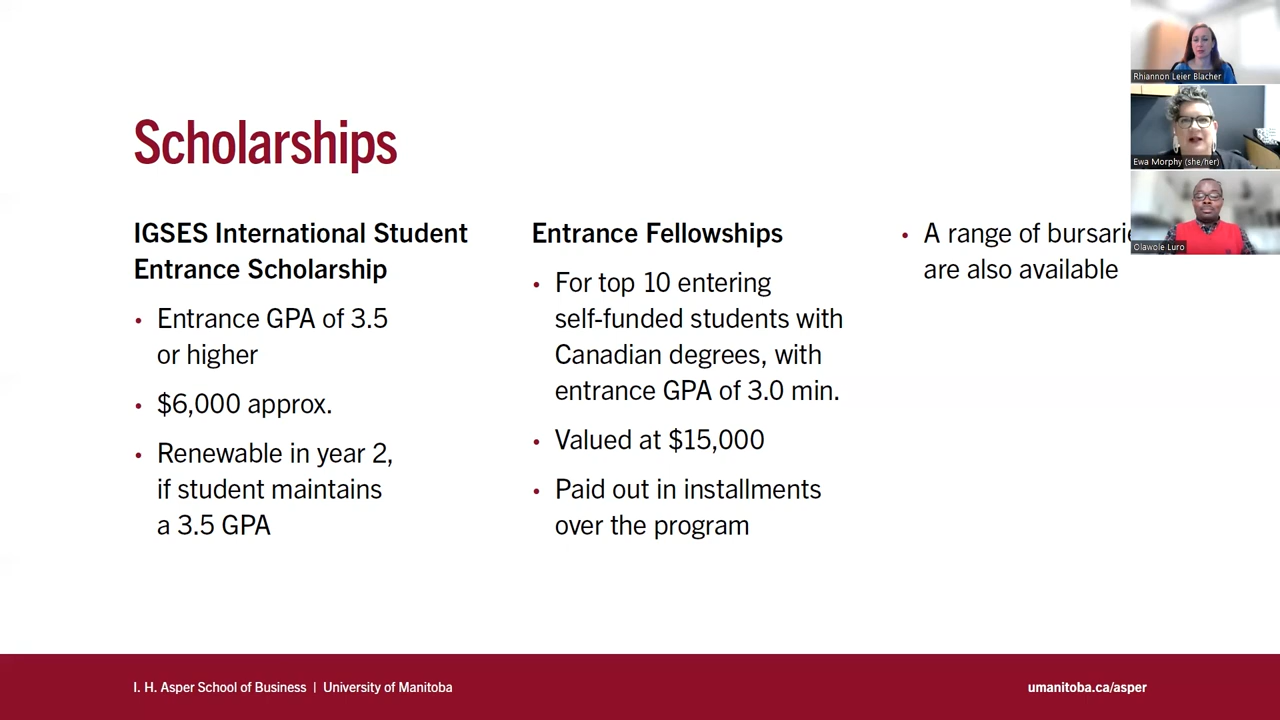 Scholarships
IGSES International Student
Entrance Scholarship
• Entrance GPA of 3.5
or higher
• $6,000 approx.
• Renewable in year 2,
if student maintains
a 3.5 GPA
Entrance Fellowships
• For top 10 entering
self-funded students with
Canadian degrees, with
entrance GPA of 3.0 min.
• Valued at $15,000
• Paid out in installments
over the program
• A range of bursarie
are also available
Rhiannon Leier Blacher
Ewa Morphy (she/her)
Olawole Luro
I. H. Asper School of Business | University of Manitoba
umanitoba.ca/asper